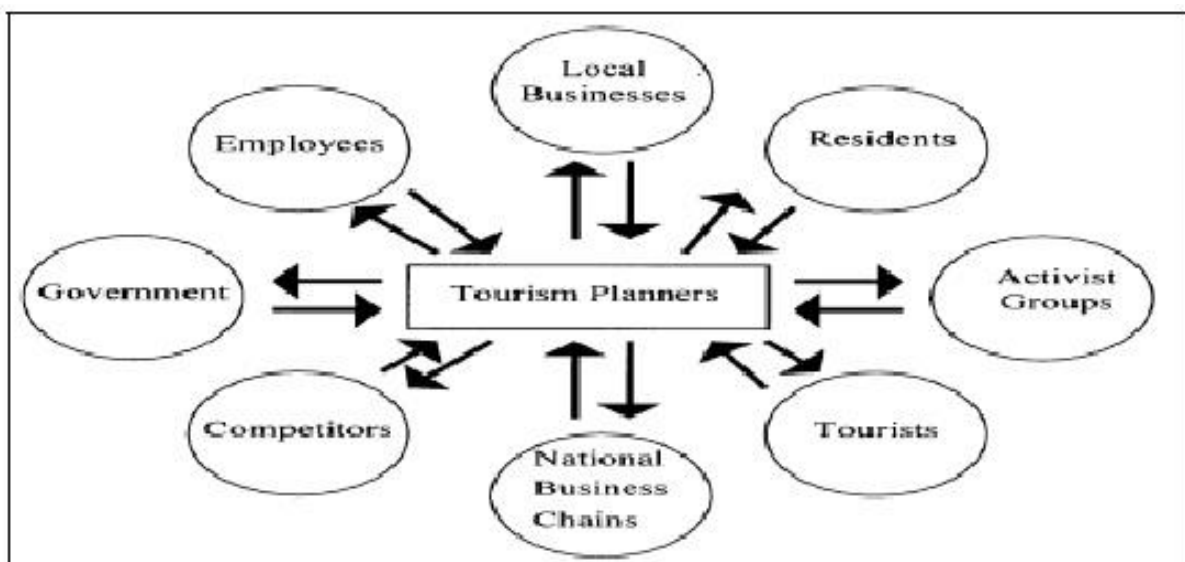 Local
Businesses
Employees
Residents
Government
Tourism Planners
Activist
Groups
Competitors
National
Business
Chains
Tourists